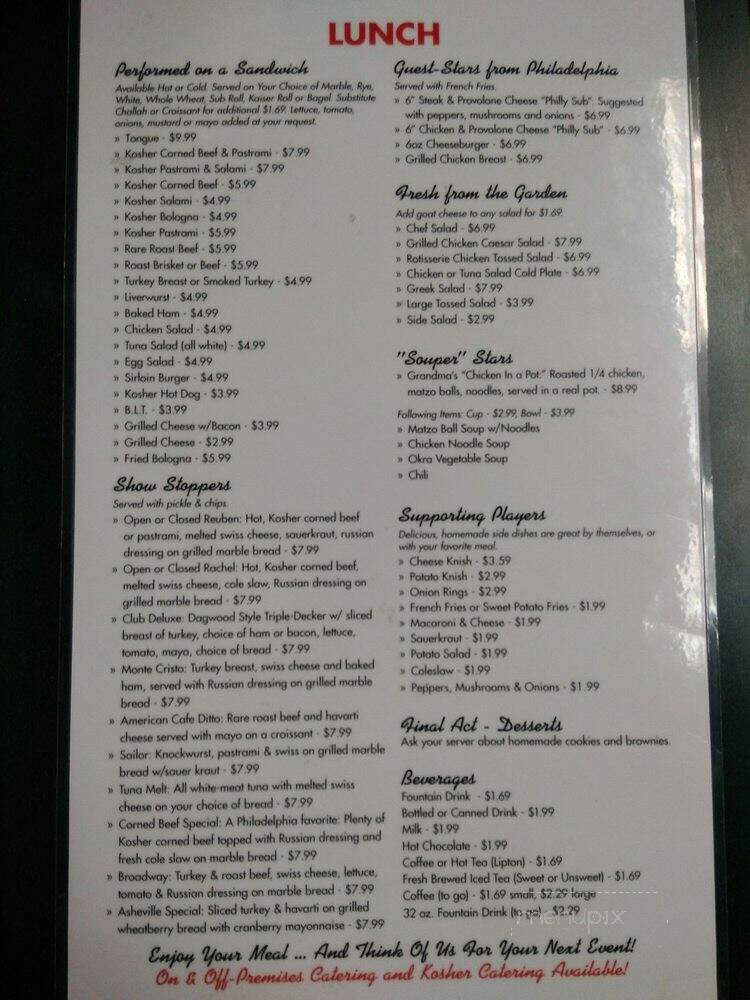 LUNCH
Performed on a Sandwich
Available Hot or Cold. Served on Your Choice of Marble, Rye,
White, Whole Wheat, Sub Roll, Kaiser Roll or Bagel. Substitute
Challah or Croissant for additional $1.69. Lettuce, tomato,
onions, mustard or mayo added at your request.
» Tongue - $9.99
» Kosher Corned Beef & Pastrami - $7.99
» Kosher Pastrami & Salami - $7.99
» Kosher Corned Beef - $5.99
» Kosher Salami - $4.99
» Kosher Bologna - $4.99
» Kosher Pastrami - $5.99
» Rare Roast Beef - $5.99
» Roast Brisket or Beef - $5.99
» Turkey Breast or Smoked Turkey - $4.99
» Liverwurst - $4.99
» Baked Ham - $4.99
» Chicken Salad - $4.99
» Tuna Salad (all white) - $4.99
» Egg Salad - $4.99
» Sirloin Burger - $4.99
» Kosher Hot Dog - $3.99
» B.L.T. - $3.99
» Grilled Cheese w/Bacon - $3.99
» Grilled Cheese - $2.99
» Fried Bologna - $5.99
Show Stoppers
Served with pickle & chips.
» Open or Closed Reuben: Hot, Kosher corned beef
or pastrami, melted swiss cheese, sauerkraut, russian
dressing on grilled marble bread - $7.99
» Open or Closed Rachel: Hot, Kosher corned beef,
melted swiss cheese, cole slaw, Russian dressing on
grilled marble bread - $7.99
» Club Deluxe: Dagwood Style Triple-Decker w/ sliced
breast of turkey, choice of ham or bacon, lettuce,
tomato, mayo, choice of bread - $7.99
» Monte Cristo: Turkey breast, swiss cheese and baked
ham, served with Russian dressing on grilled marble
bread - $7.99
» American Cafe Ditto: Rare roast beef and havarti
cheese served with mayo on a croissant - $7.99
» Sailor: Knockwurst, pastrami & swiss on grilled marble
bread w/sauer kraut - $7.99
» Tuna Melt: All white-meat tuna with melted swiss
cheese on your choice of bread - $7.99
» Corned Beef Special: A Philadelphia favorite: Plenty of
Kosher corned beef topped with Russian dressing and
fresh cole slaw on marble bread - $7.99
» Broadway: Turkey & roast beef, swiss cheese, lettuce,
tomato & Russian dressing on marble bread - $7.99
» Asheville Special: Sliced turkey & havarti on grilled
wheatberry bread with cranberry mayonnaise - $7.99
Guest-Stars from Philadelphia
Served with French Fries.
» 6" Steak & Provolone Cheese "Philly Sub": Suggested
with peppers, mushrooms and onions - $6.99
» 6" Chicken & Provolone Cheese "Philly Sub" - $6.99
» 6oz Cheeseburger - $6.99
» Grilled Chicken Breast - $6.99
Fresh from the Garden
Add goat cheese to any salad for $1.69.
» Chef Salad - $6.99
» Grilled Chicken Caesar Salad - $7.99
» Rotisserie Chicken Tossed Salad - $6.99
» Chicken or Tuna Salad Cold Plate - $6.99
» Greek Salad - $7.99
» Large Tossed Salad - $3.99
» Side Salad - $2.99
"Souper" Stars
» Grandma's "Chicken In a Pot:" Roasted 1/4 chicken,
matzo balls, noodles, served in a real pot. - $8.99
Following Items: Cup - $2.99, Bowl - $3.99
» Matzo Ball Soup w/Noodles
» Chicken Noodle Soup
» Okra Vegetable Soup
» Chili
Supporting Players
Delicious, homemade side dishes are great by themselves, or
with your favorite meal.
» Cheese Knish - $3.59
» Potato Knish - $2.99
» Onion Rings - $2.99
» French Fries or Sweet Potato Fries - $1.99
» Macaroni & Cheese - $1.99
» Sauerkraut - $1.99
» Potato Salad - $1.99
» Coleslaw - $1.99
» Peppers, Mushrooms & Onions - $1.99
Final Act - Desserts
Ask your server about homemade cookies and brownies.
Beverages
Fountain Drink - $1.69
Bottled or Canned Drink - $1.99
Milk - $1.99
Hot Chocolate - $1.99
Coffee or Hot Tea (Lipton) - $1.69
Fresh Brewed Iced Tea (Sweet or Unsweet) - $1.69
Coffee (to go) - $1.69 small, $2.29 large
32 oz. Fountain Drink (to go) - $2.29
menupix
Enjoy Your Meal ... And Think Of Us For Your Next Event!
On & Off-Premises Catering and Kosher Catering Available!